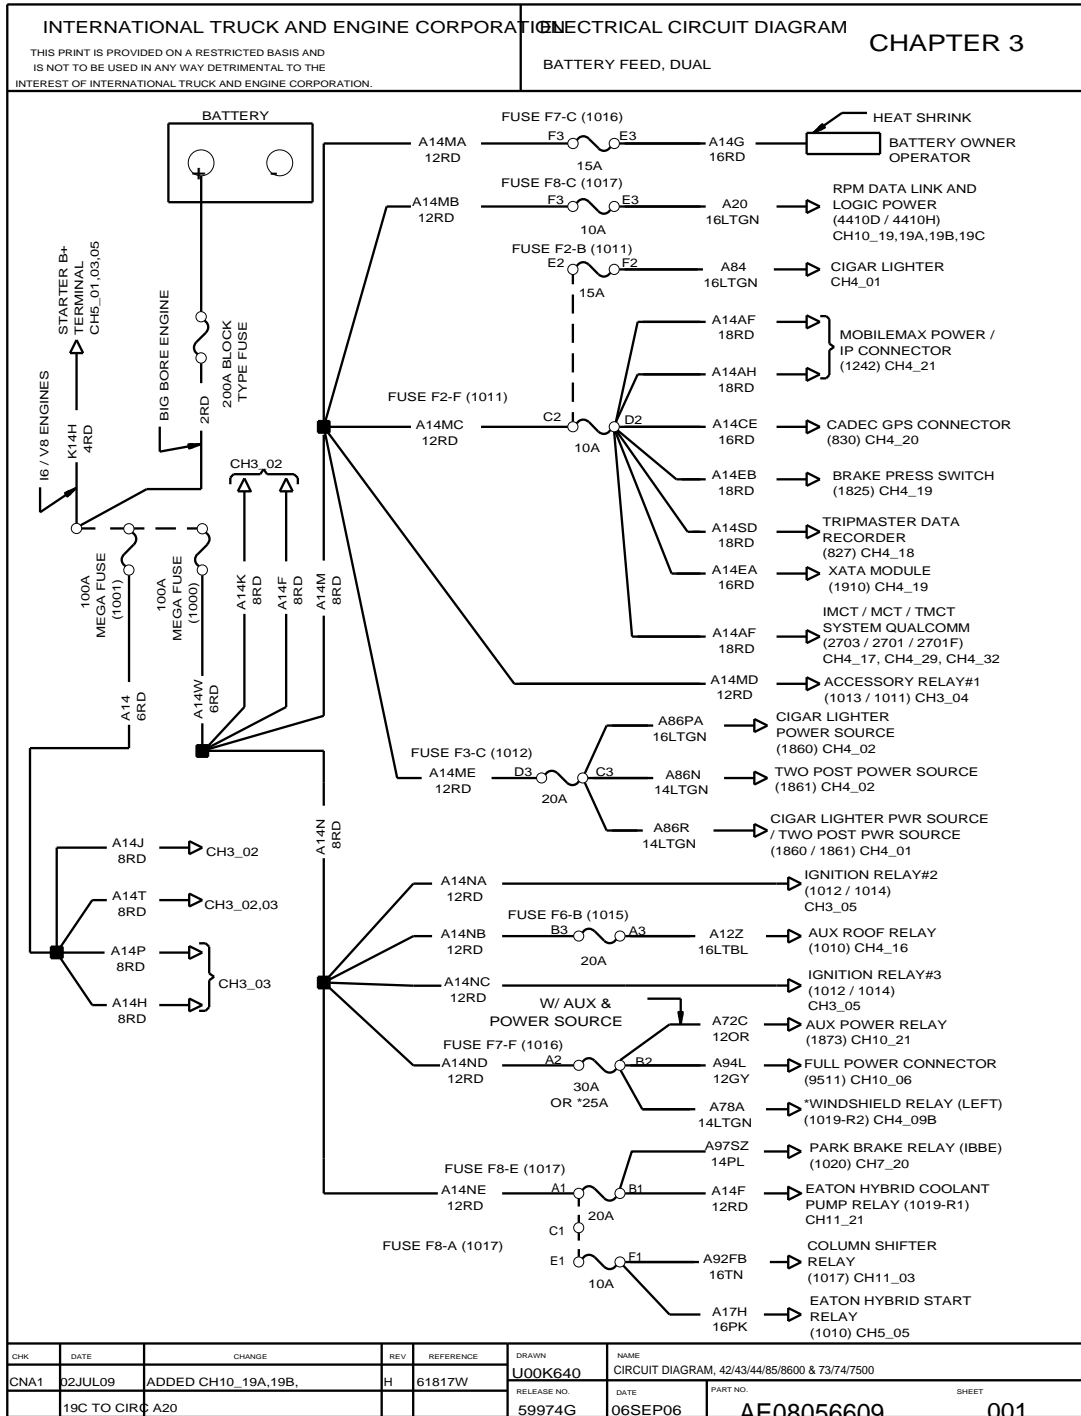 INTERNATIONAL TRUCK AND ENGINE CORPORATION
THIS PRINT IS PROVIDED ON A RESTRICTED BASIS AND
IS NOT TO BE USED IN ANY WAY DETRIMENTAL TO THE
INTEREST OF INTERNATIONAL TRUCK AND ENGINE CORPORATION.
ELECTRICAL CIRCUIT DIAGRAM
BATTERY FEED, DUAL
CHAPTER 3
BATTERY
+
-
STARTER B+
TERMINAL
CH5_01,03,05
I6 / V8 ENGINES
K14H
4RD
BIG BORE ENGINE
2RD
200A BLOCK
TYPE FUSE
CH3_02
100A
MEGA FUSE
(1001)
100A
MEGA FUSE
(1000)
A14K
8RD
A14F
8RD
A14M
8RD
A14
6RD
A14W
6RD
A14N
8RD
A14J
8RD
CH3_02
A14T
8RD
CH3_02,03
A14P
8RD
A14H
8RD
CH3_03
FUSE F7-C (1016)
A14MA
12RD
F3
E3
15A
A14G
16RD
HEAT SHRINK
BATTERY OWNER
OPERATOR
FUSE F8-C (1017)
A14MB
12RD
F3
E3
10A
A20
16LTGN
RPM DATA LINK AND
LOGIC POWER
(4410D / 4410H)
CH10_19,19A,19B,19C
FUSE F2-B (1011)
E2
F2
15A
A84
16LTGN
CIGAR LIGHTER
CH4_01
A14AF
18RD
A14AH
18RD
MOBILEMAX POWER /
IP CONNECTOR
(1242) CH4_21
FUSE F2-F (1011)
A14MC
12RD
C2
D2
10A
A14CE
16RD
CADEC GPS CONNECTOR
(830) CH4_20
A14EB
18RD
BRAKE PRESS SWITCH
(1825) CH4_19
A14SD
18RD
TRIPMASTER DATA
RECORDER
(827) CH4_18
A14EA
16RD
XATA MODULE
(1910) CH4_19
A14AF
18RD
IMCT / MCT / TMCT
SYSTEM QUALCOMM
(2703 / 2701 / 2701F)
CH4_17, CH4_29, CH4_32
A14MD
12RD
ACCESSORY RELAY#1
(1013 / 1011) CH3_04
FUSE F3-C (1012)
A14ME
12RD
D3
C3
20A
A86PA
16LTGN
CIGAR LIGHTER
POWER SOURCE
(1860) CH4_02
A86N
14LTGN
TWO POST POWER SOURCE
(1861) CH4_02
A86R
14LTGN
CIGAR LIGHTER PWR SOURCE
/ TWO POST PWR SOURCE
(1860 / 1861) CH4_01
A14NA
12RD
IGNITION RELAY#2
(1012 / 1014)
CH3_05
FUSE F6-B (1015)
A14NB
12RD
B3
A3
20A
A12Z
16LTBL
AUX ROOF RELAY
(1010) CH4_16
A14NC
12RD
IGNITION RELAY#3
(1012 / 1014)
CH3_05
W/ AUX &
POWER SOURCE
A72C
12OR
AUX POWER RELAY
(1873) CH10_21
FUSE F7-F (1016)
A14ND
12RD
A2
B2
30A
OR *25A
A94L
12GY
FULL POWER CONNECTOR
(9511) CH10_06
A78A
14LTGN
*WINDSHIELD RELAY (LEFT)
(1019-R2) CH4_09B
A97SZ
14PL
PARK BRAKE RELAY (IBBE)
(1020) CH7_20
FUSE F8-E (1017)
A14NE
12RD
A1
B1
20A
A14F
12RD
EATON HYBRID COOLANT
PUMP RELAY (1019-R1)
CH11_21
C1
FUSE F8-A (1017)
E1
F1
10A
A92FB
16TN
COLUMN SHIFTER
RELAY
(1017) CH11_03
A17H
16PK
EATON HYBRID START
RELAY
(1010) CH5_05
CHK DATE CHANGE REV REFERENCE
CNA1 02JUL09 ADDED CH10_19A,19B, H 61817W
19C TO CIRC A20
DRAWN
U00K640
NAME
CIRCUIT DIAGRAM, 42/43/44/85/8600 & 73/74/7500
RELEASE NO.
59974G
DATE
06SEP06
PART NO.
AE08056609
SHEET
001